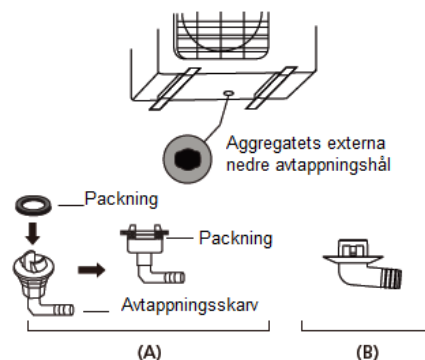 Aggregatets externa
nedre avtappningshål
Packning
Packning
Avtappningsskarv
(A)
(B)